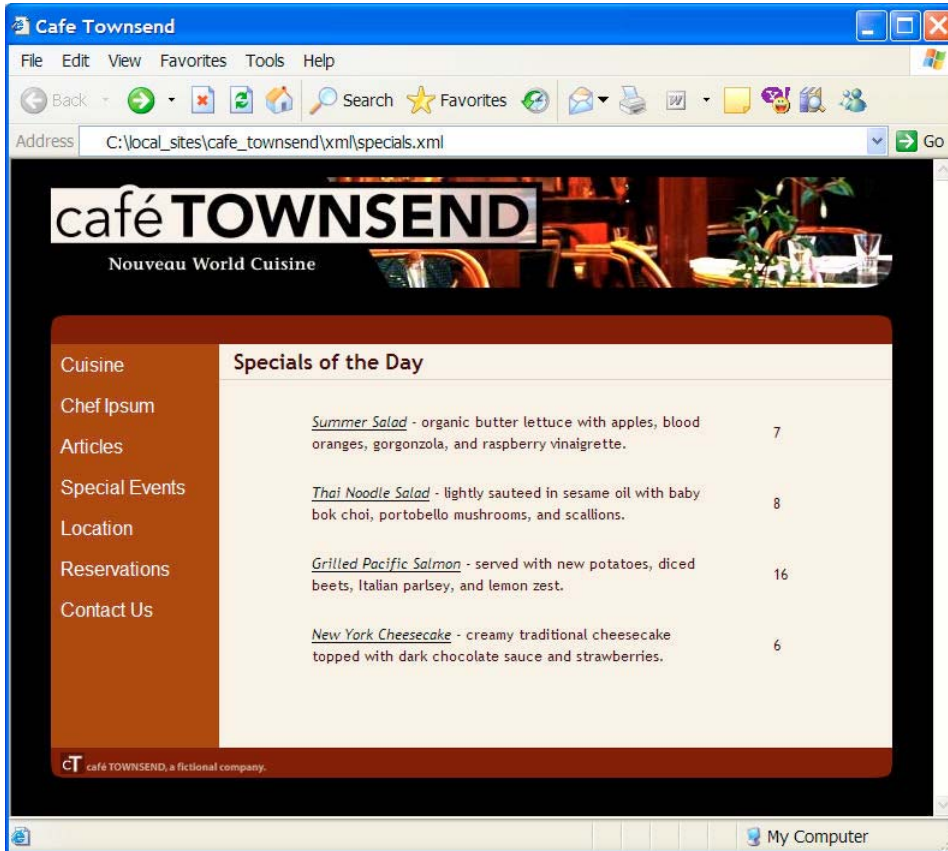 Cafe Townsend
File Edit View Favorites Tools Help
Back Search Favorites
Address C:\local_sites\cafe_townsend\xml\specials.xml Go
café TOWNSEND
Nouveau World Cuisine
Specials of the Day
Cuisine
Chef Ipsum
Articles
Special Events
Location
Reservations
Contact Us
Summer Salad - organic butter lettuce with apples, blood
oranges, gorgonzola, and raspberry vinaigrette.
7
Thai Noodle Salad - lightly sauteed in sesame oil with baby
bok choi, portobello mushrooms, and scallions.
8
Grilled Pacific Salmon - served with new potatoes, diced
beets, Italian parlsey, and lemon zest.
16
New York Cheesecake - creamy traditional cheesecake
topped with dark chocolate sauce and strawberries.
6
cT café TOWNSEND, a fictional company.
My Computer